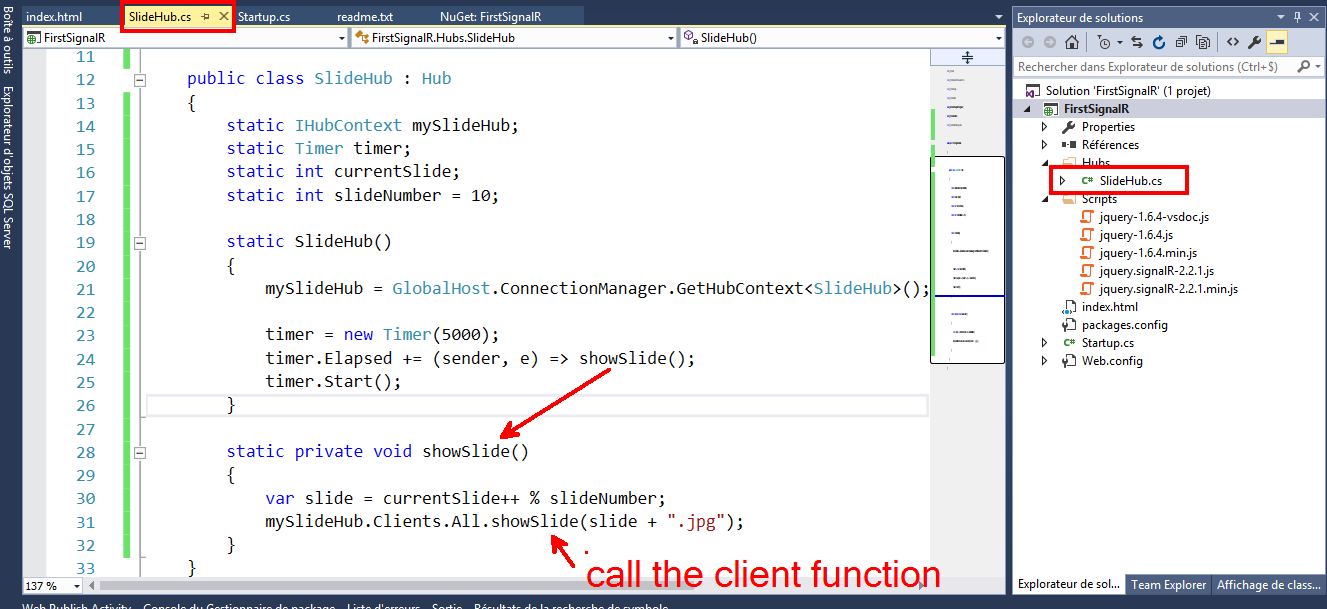 index.html SlideHub.cs Startup.cs readme.txt NuGet: FirstSignalR
FirstSignalR FirstSignalR.Hubs.SlideHub SlideHub()
Boîte à outils
Explorateur d'objets SQL Server
11
12 public class SlideHub : Hub
13 {
14 static IHubContext mySlideHub;
15 static Timer timer;
16 static int currentSlide;
17 static int slideNumber = 10;
18
19 static SlideHub()
20 {
21 mySlideHub = GlobalHost.ConnectionManager.GetHubContext<SlideHub>();
22
23 timer = new Timer(5000);
24 timer.Elapsed += (sender, e) => showSlide();
25 timer.Start();
26 }
27
28 static private void showSlide()
29 {
30 var slide = currentSlide++ % slideNumber;
31 mySlideHub.Clients.All.showSlide(slide + ".jpg");
32 }
33 }
call the client function
137 %
Web Publish Activity Console du Gestionnaire de package Liste d'erreurs Sortie Résultats de la recherche de symbole
Explorateur de solutions
Rechercher dans Explorateur de solutions (Ctrl+$)
Solution 'FirstSignalR' (1 projet)
FirstSignalR
Properties
Références
Hubs
C# SlideHub.cs
Scripts
jquery-1.6.4-vsdoc.js
jquery-1.6.4.js
jquery-1.6.4.min.js
jquery.signalR-2.2.1.js
jquery.signalR-2.2.1.min.js
index.html
packages.config
C# Startup.cs
Web.config
Explorateur de sol... Team Explorer Affichage de class...